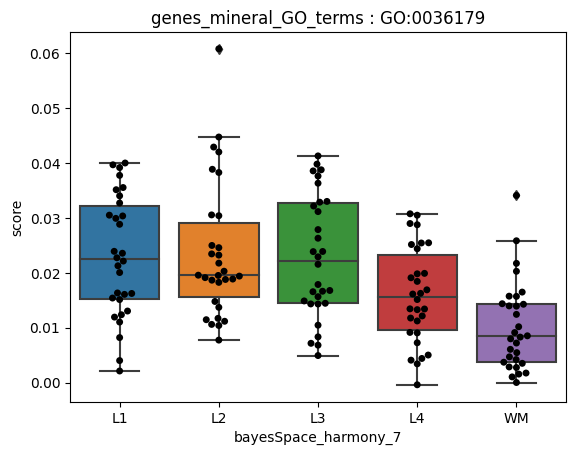 genes_mineral_GO_terms : GO:0036179
0.06
0.05
0.04
0.03
0.02
0.01
0.00
score
L1 L2 L3 L4 WM
bayesSpace_harmony_7